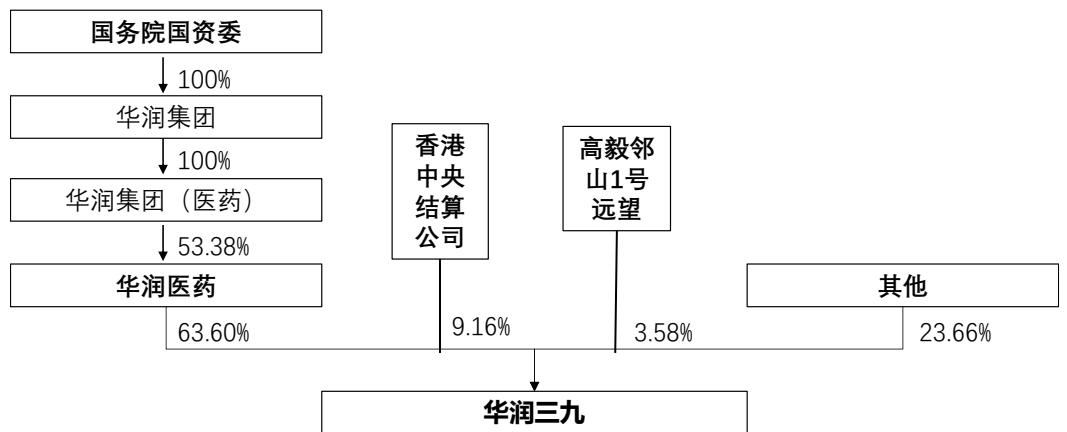 国务院国资委
100%
华润集团
100%
华润集团（医药）
53.38%
华润医药
63.60%
香港
中央
结算
公司
9.16%
高毅邻
山1号
远望
3.58%
其他
23.66%
华润三九